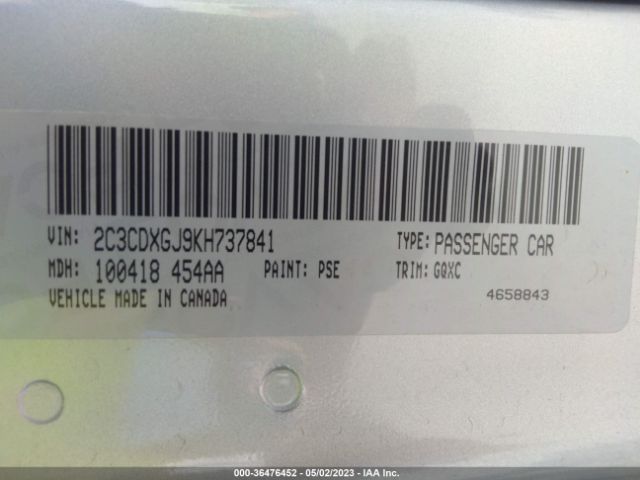 VIN: 2C3CDXGJ9KH737841 TYPE: PASSENGER CAR
MDH: 100418 454AA PAINT: PSE TRIM: GQXC
VEHICLE MADE IN CANADA 4658843
000-36476452 - 05/02/2023 - IAA Inc.